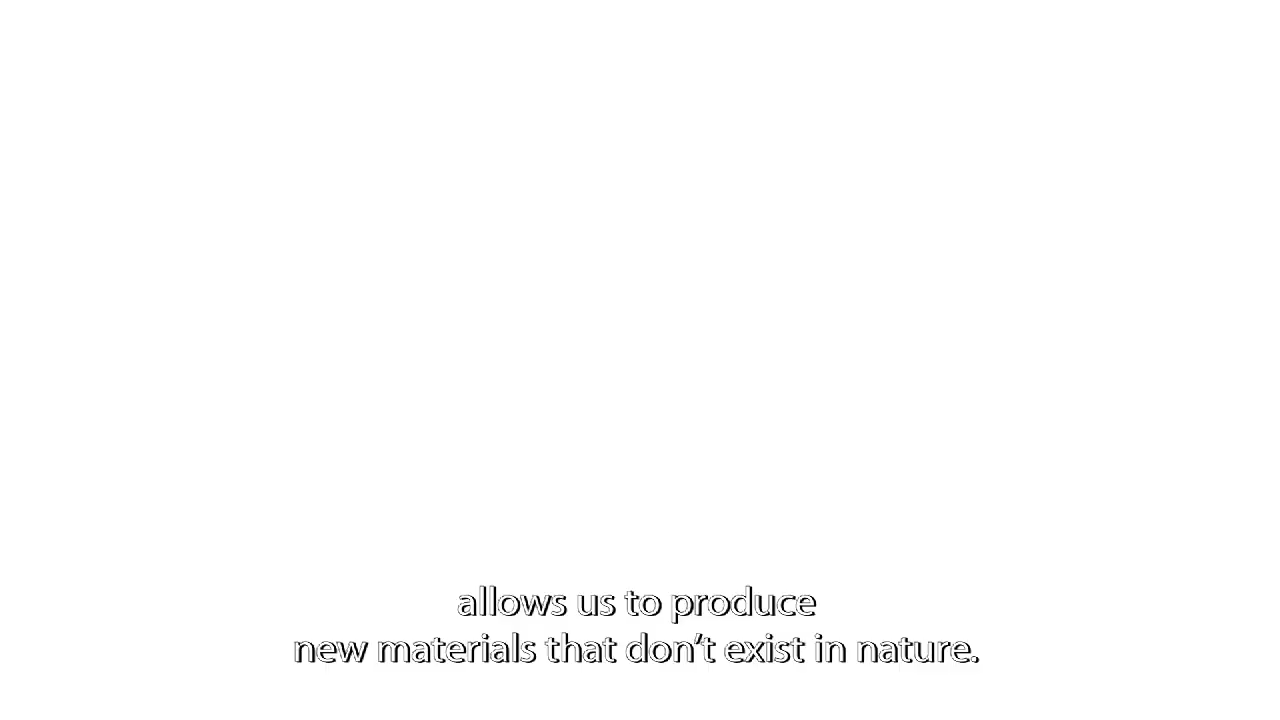 allows us to produce
new materials that don’t exist in nature.